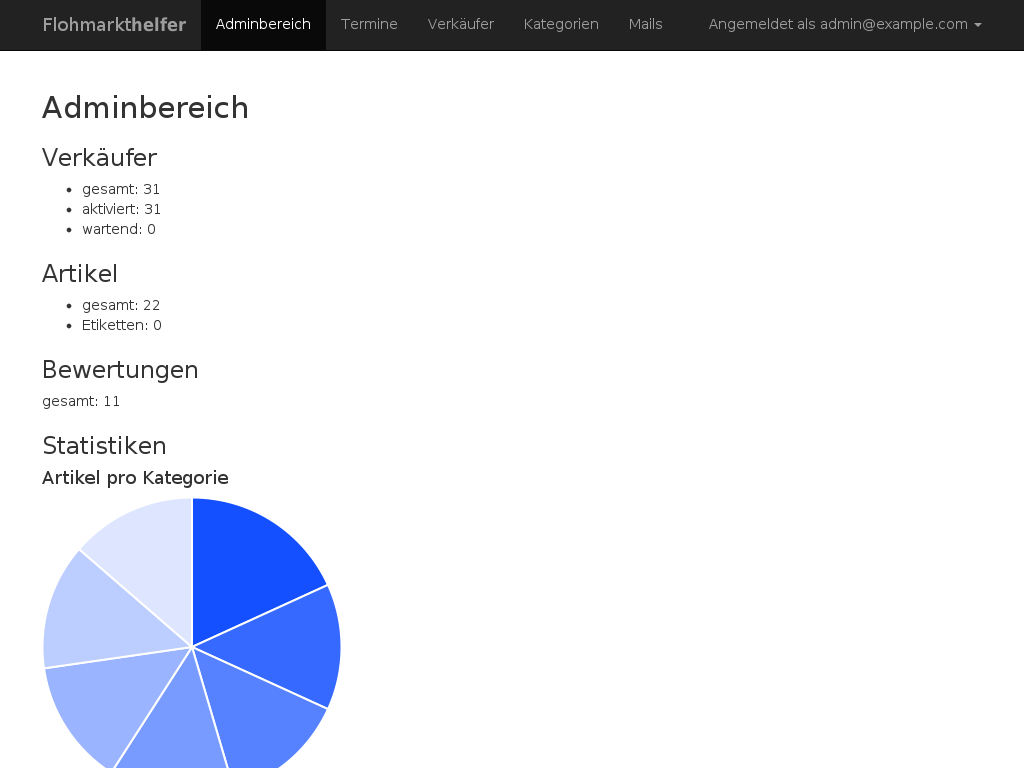 Flohmarkthelfer Adminbereich Termine Verkäufer Kategorien Mails Angemeldet als admin@example.com
Adminbereich
Verkäufer
gesamt: 31
aktiviert: 31
wartend: 0
Artikel
gesamt: 22
Etiketten: 0
Bewertungen
gesamt: 11
Statistiken
Artikel pro Kategorie